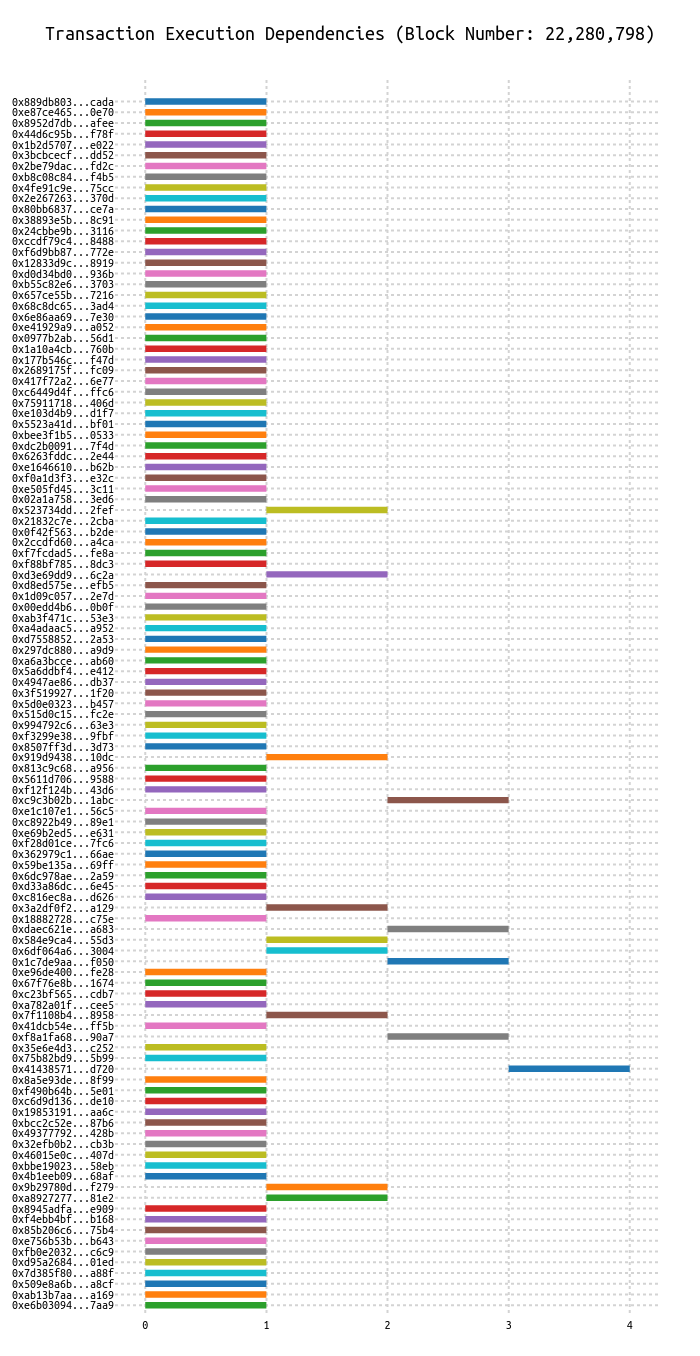 Transaction Execution Dependencies (Block Number: 22,280,798)
0x889db803...cada
0xe87ce465...0e70
0x8952d7db...afee
0x44d6c95b...f78f
0x1b2d5707...e022
0x3bcbcecf...dd52
0x2be79dac...fd2c
0xb8c08c84...f4b5
0x4fe91c9e...75cc
0x2e267263...370d
0x80bb6837...ce7a
0x38893e5b...8c91
0x24cbbe9b...3116
0xccdf79c4...8488
0xf6d9bb87...772e
0x12833d9c...8919
0xd0d34bd0...936b
0xb55c82e6...3703
0x657ce55b...7216
0x68c8dc65...3ad4
0x6e86aa69...7e30
0xe41929a9...a052
0x0977b2ab...56d1
0x1a10a4cb...760b
0x177b546c...f47d
0x2689175f...fc09
0x417f72a2...6e77
0xc6449d4f...ffc6
0x75911718...406d
0xe103d4b9...d1f7
0x5523a41d...bf01
0xbee3f1b5...0533
0xdc2b0091...7f4d
0x6263fddc...2e44
0xe1646610...b62b
0xf0a1d3f3...e32c
0xe505fd45...3c11
0x02a1a758...3ed6
0x523734dd...2fef
0x21832c7e...2cba
0x0f42f563...b2de
0x2ccdfd60...a4ca
0xf7fcdad5...fe8a
0xf88bf785...8dc3
0xd3e69dd9...6c2a
0xd8ed575e...efb5
0x1d09c057...2e7d
0x00edd4b6...0b0f
0xab3f471c...53e3
0xa4adaac5...a952
0xd7558852...2a53
0x297dc880...a9d9
0xa6a3bcce...ab60
0x5a6ddbf4...e412
0x4947ae86...db37
0x3f519927...1f20
0x5d0e0323...b457
0x515d0c15...fc2e
0x994792c6...63e3
0xf3299e38...9fbf
0x8507ff3d...3d73
0x919d9438...10dc
0x813c9c68...a956
0x5611d706...9588
0xf12f124b...43d6
0xc9c3b02b...1abc
0xe1c107e1...56c5
0xc8922b49...89e1
0xe69b2ed5...e631
0xf28d01ce...7fc6
0x362979c1...66ae
0x59be135a...69ff
0x6dc978ae...2a59
0xd33a86dc...6e45
0xc816ec8a...d626
0x3a2df0f2...a129
0x18882728...c75e
0xdaec621e...a683
0x584e9ca4...55d3
0x6df064a6...3004
0x1c7de9aa...f050
0xe96de400...fe28
0x67f76e8b...1674
0xc23bf565...cdb7
0xa782a01f...cee5
0x7f1108b4...8958
0x41dcb54e...ff5b
0xf8a1fa68...90a7
0x35e6e4d3...c252
0x75b82bd9...5b99
0x41438571...d720
0x8a5e93de...8f99
0xf490b64b...5e01
0xc6d9d136...de10
0x19853191...aa6c
0xbcc2c52e...87b6
0x49377792...428b
0x32efb0b2...cb3b
0x46015e0c...407d
0xbbe19023...58eb
0x4b1eeb09...68af
0x9b29780d...f279
0xa8927277...81e2
0x8945adfa...e909
0xf4ebb4bf...b168
0x85b206c6...75b4
0xe756b53b...b643
0xfb0e2032...c6c9
0xd95a2684...01ed
0x7d385f80...a88f
0x509e8a6b...a8cf
0xab13b7aa...a169
0xe6b03094...7aa9
0 1 2 3 4